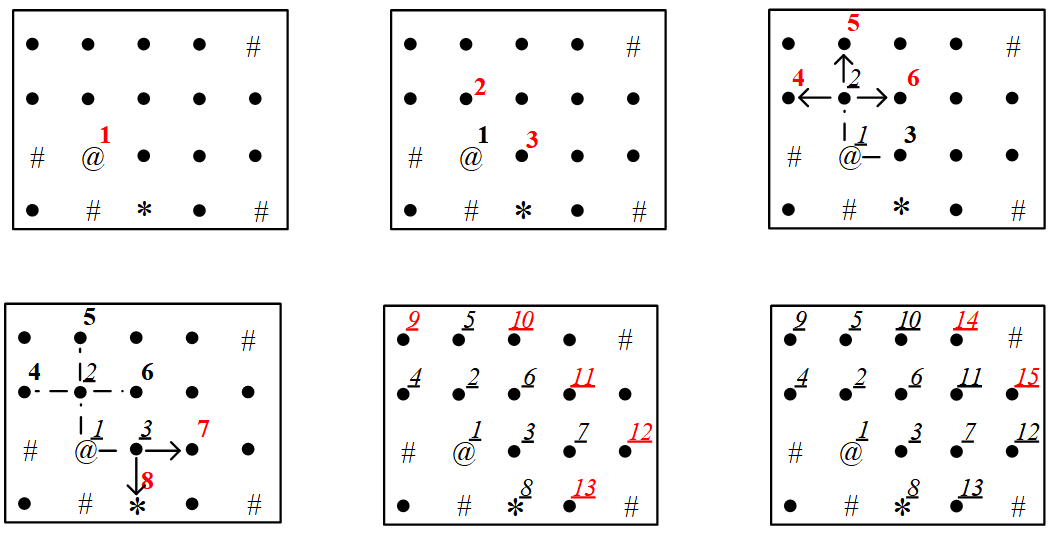 ● ● ● ● #
● ● ● ● ●
# @ 1 ● ● ●
● # * ● #
● ● ● ● #
● ● 2 ● ● ●
# @ 1 ● 3 ● ●
● # * ● #
● ● 5 ● ● #
● 4 ● 2 ● 6 ● ●
# @ 1 ● 3 ● ●
● # * ● #
● ● 5 ● ● #
● 4 ● 2 ● 6 ● ●
# @ 1 ● 3 ● 7 ●
● # * 8 ● #
● 9 ● 5 ● 10 ● #
● 4 ● 2 ● 6 ● 11 ●
# @ 1 ● 3 ● 7 ● 12
● # * 8 ● 13 #
● 9 ● 5 ● 10 ● 14 #
● 4 ● 2 ● 6 ● 11 ● 15
# @ 1 ● 3 ● 7 ● 12
● # * 8 ● 13 #